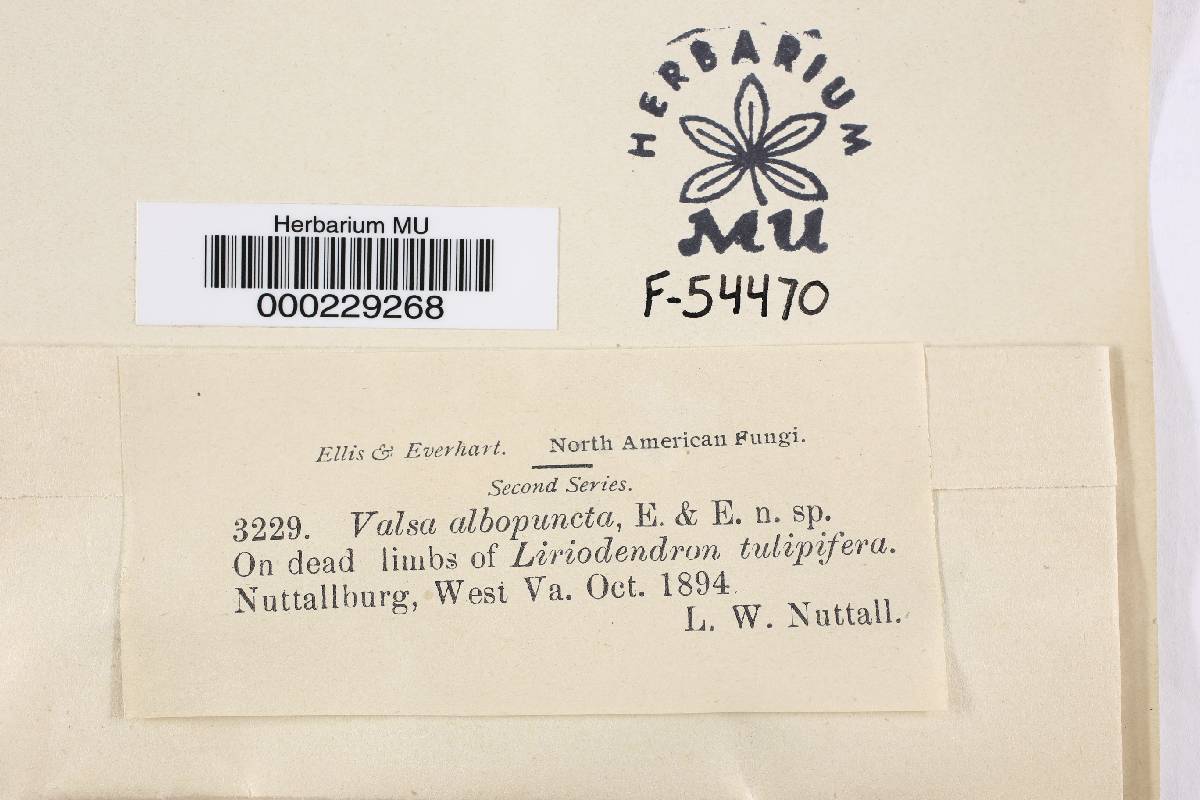 HERBARIUM
MU
F-54470
Herbarium MU
000229268
Ellis & Everhart. North American Fungi.
Second Series.
3229. Valsa albopuncta, E. & E. n. sp.
On dead limbs of Liriodendron tulipifera.
Nuttallburg, West Va. Oct. 1894.
L. W. Nuttall.